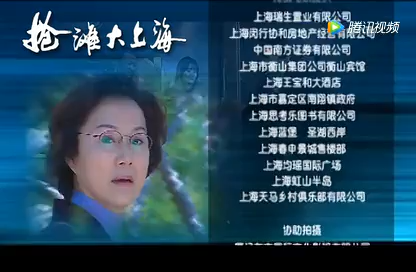 抢滩大上海
腾讯视频
上海瑞生置业有限公司
上海闵行协和房地产经营有限公司
中国南方证券有限公司
上海市衡山集团公司衡山宾馆
上海王宝和大酒店
上海市嘉定区南翔镇政府
上海思考乐图书有限公司
上海蓝堡　圣湖西岸
上海春申景城售楼部
上海均瑶国际广场
上海虹山半岛
上海天马乡村俱乐部有限公司
协助拍摄